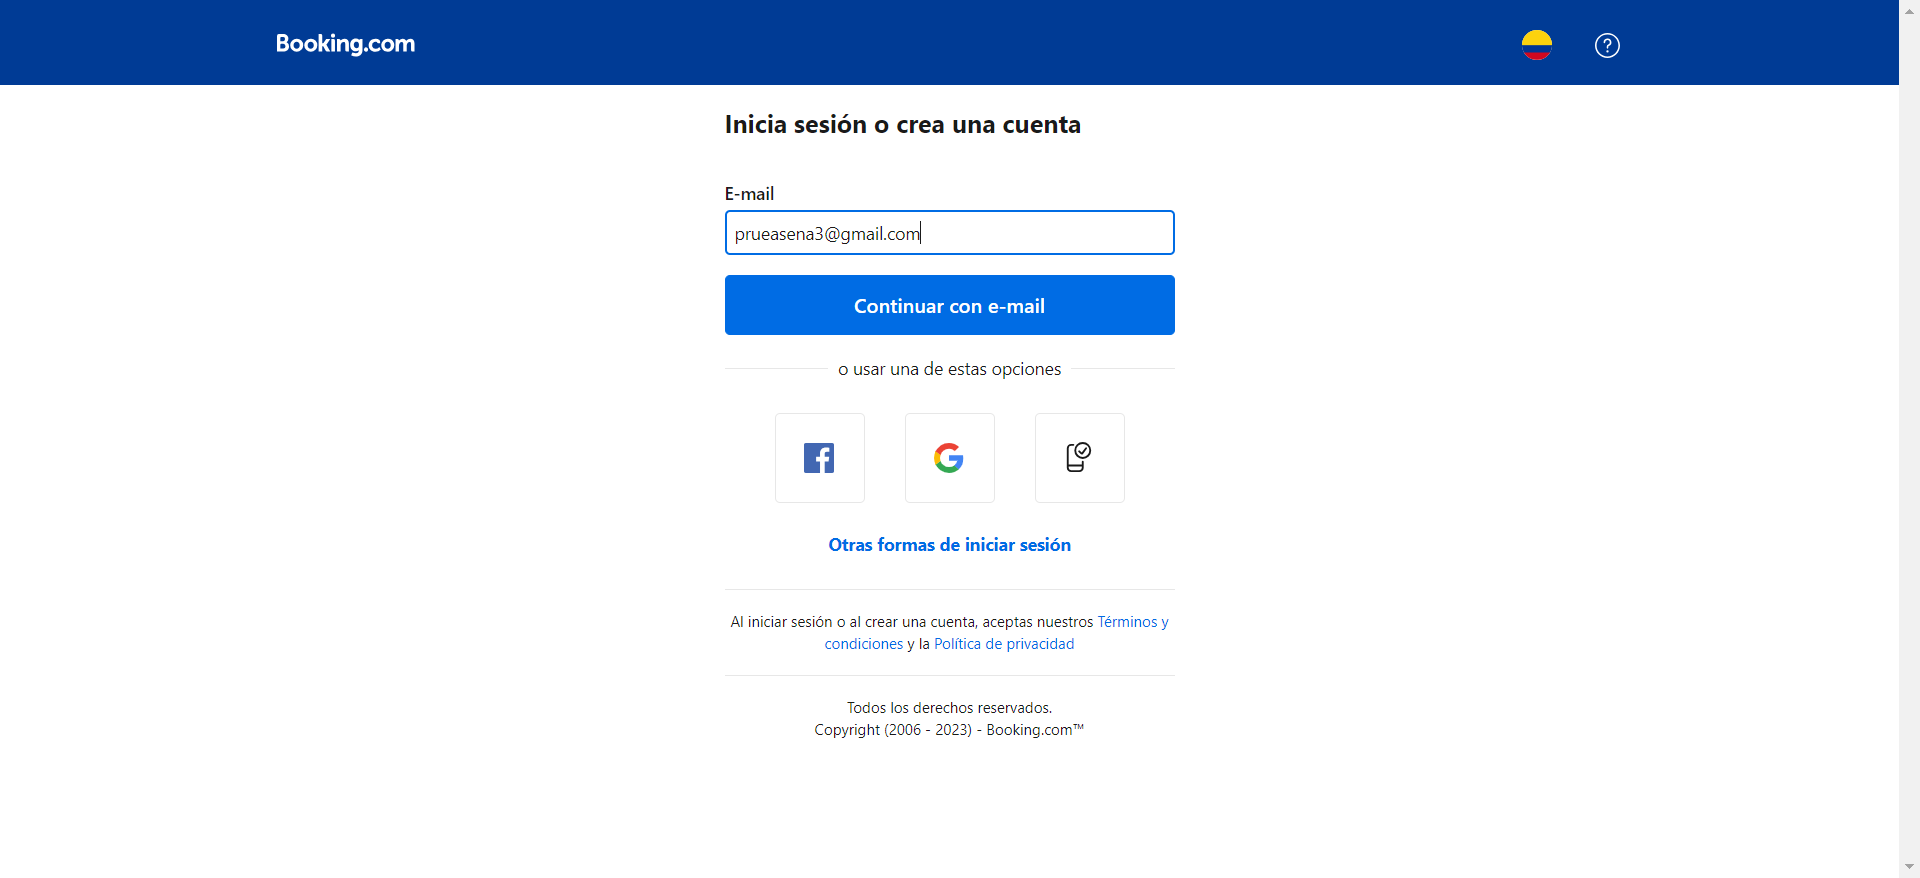 Booking.com
?
Inicia sesión o crea una cuenta
E-mail
prueasena3@gmail.com
Continuar con e-mail
o usar una de estas opciones
Otras formas de iniciar sesión
Al iniciar sesión o al crear una cuenta, aceptas nuestros Términos y
condiciones y la Política de privacidad
Todos los derechos reservados.
Copyright (2006 - 2023) - Booking.com™